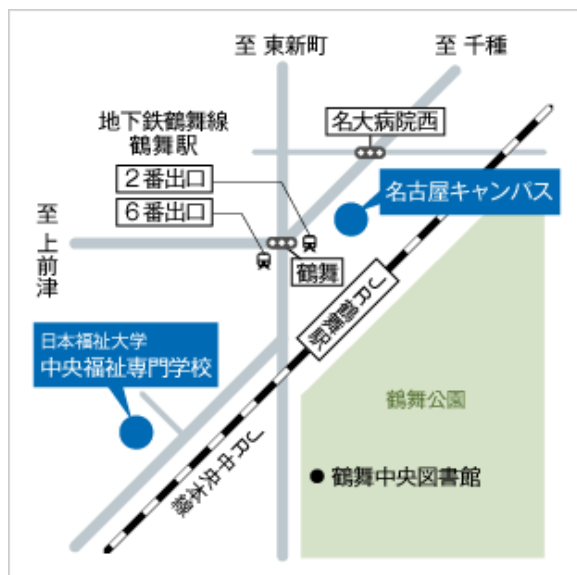 至 東新町
至 千種
地下鉄鶴舞線
鶴舞駅
名大病院西
2番出口
名古屋キャンパス
6番出口
至上前津
鶴舞
JR鶴舞駅
日本福祉大学
中央福祉専門学校
鶴舞公園
JR中央本線
鶴舞中央図書館